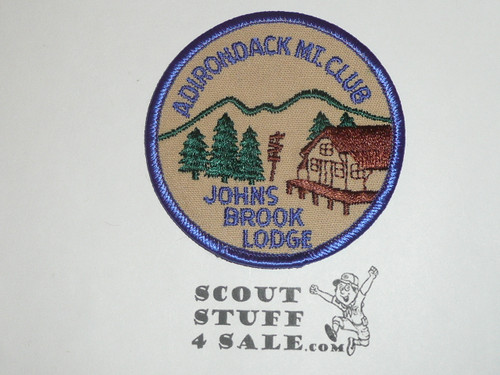 ADIRONDACK MT. CLUB
JOHNS
BROOK
LODGE
SCOUT
STUFF
4 SALE.COM